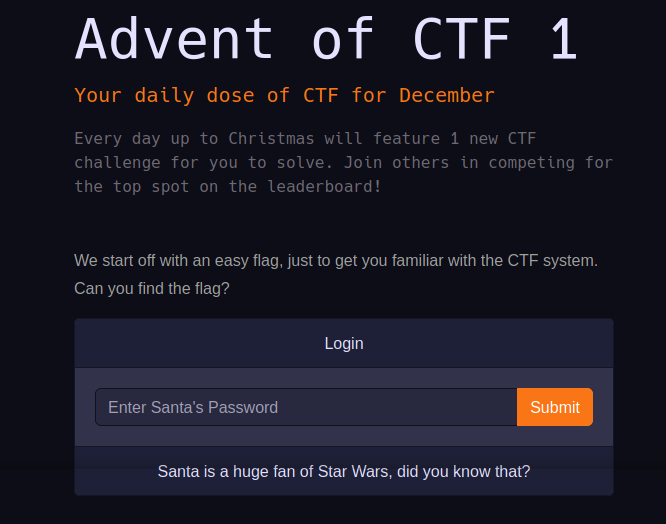 Advent of CTF 1
Your daily dose of CTF for December
Every day up to Christmas will feature 1 new CTF
challenge for you to solve. Join others in competing for
the top spot on the leaderboard!
We start off with an easy flag, just to get you familiar with the CTF system.
Can you find the flag?
Login
Enter Santa's Password
Submit
Santa is a huge fan of Star Wars, did you know that?